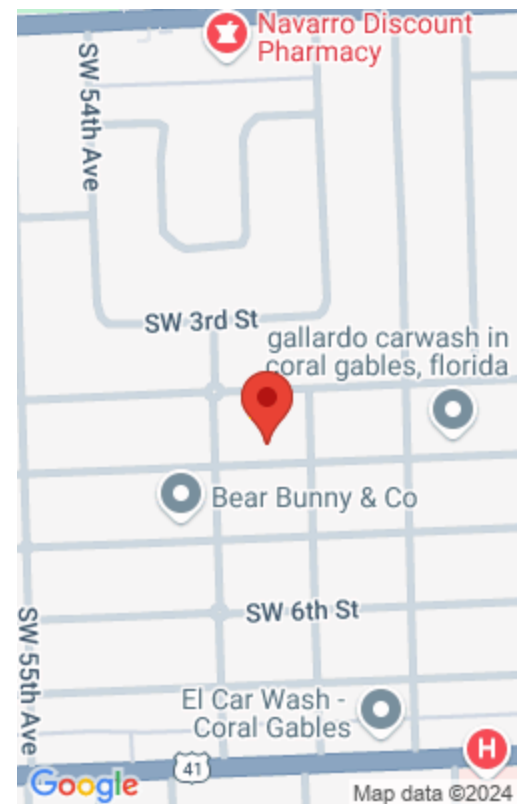 Navarro Discount
Pharmacy
SW 54th Ave
SW 3rd St
gallardo carwash in
coral gables, florida
Bear Bunny & Co
SW 6th St
SW 55th Ave
El Car Wash -
Coral Gables
H
41
Google
Map data ©2024